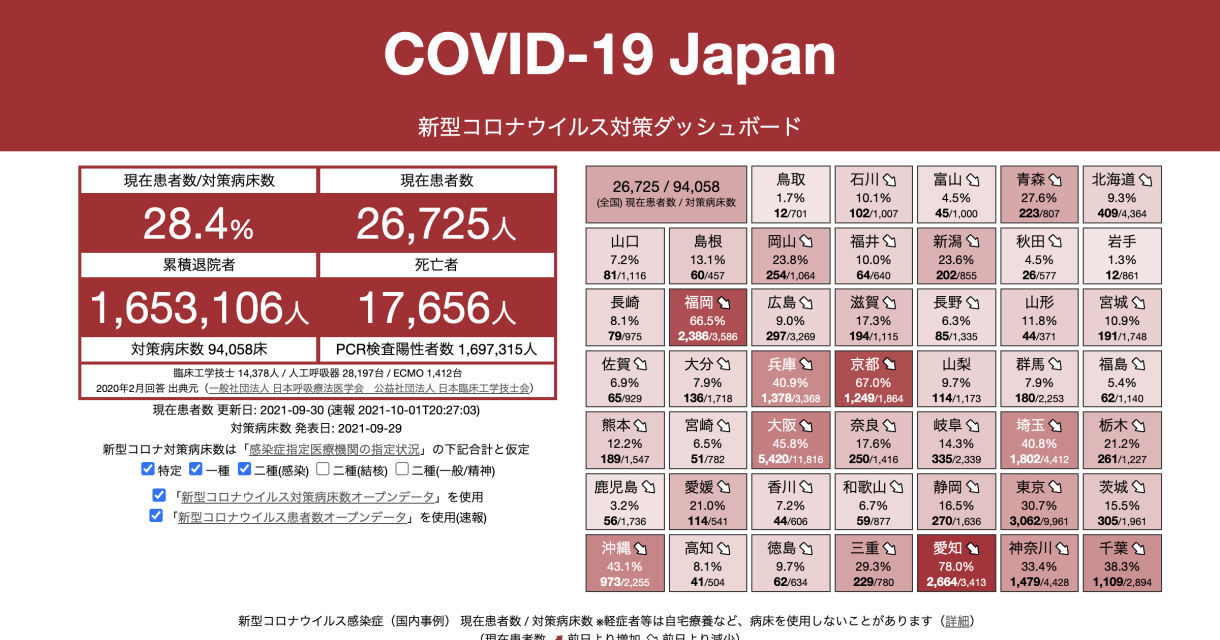 COVID-19 Japan
新型コロナウイルス対策ダッシュボード
現在患者数/対策病床数
現在患者数
28.4%
26,725人
累積退院者
死亡者
1,653,106人
17,656人
対策病床数 94,058床
PCR検査陽性者数 1,697,315人
臨床工学技士 14,378人 / 人工呼吸器 28,197台 / ECMO 1,412台
2020年2月回答 出典元（一般社団法人 日本呼吸療法医学会　公益社団法人 日本臨床工学技士会）
現在患者数 更新日: 2021-09-30 (速報 2021-10-01T20:27:03)
対策病床数 発表日: 2021-09-29
新型コロナ対策病床数は「感染症指定医療機関の指定状況」の下記合計と仮定
特定 一種 二種(感染) 二種(結核) 二種(一般/精神)
「新型コロナウイルス対策病床数オープンデータ」を使用
「新型コロナウイルス患者数オープンデータ」を使用(速報)
26,725 / 94,058
(全国) 現在患者数 / 対策病床数
鳥取
1.7%
12/701
石川
10.1%
102/1,007
富山
4.5%
45/1,000
青森
27.6%
223/807
北海道
9.3%
409/4,364
山口
7.2%
81/1,116
島根
13.1%
60/457
岡山
23.8%
254/1,064
福井
10.0%
64/640
新潟
23.6%
202/855
秋田
4.5%
26/577
岩手
1.3%
12/861
長崎
8.1%
79/975
福岡
66.5%
2,386/3,586
広島
9.0%
297/3,269
滋賀
17.3%
194/1,115
長野
6.3%
85/1,335
山形
11.8%
44/371
宮城
10.9%
191/1,748
佐賀
6.9%
65/929
大分
7.9%
136/1,718
兵庫
40.9%
1,378/3,368
京都
67.0%
1,249/1,864
山梨
9.7%
114/1,173
群馬
7.9%
180/2,253
福島
5.4%
62/1,140
熊本
12.2%
189/1,547
宮崎
6.5%
51/782
大阪
45.8%
5,420/11,816
奈良
17.6%
250/1,416
岐阜
14.3%
335/2,339
埼玉
40.8%
1,802/4,412
栃木
21.2%
261/1,227
鹿児島
3.2%
56/1,736
愛媛
21.0%
114/541
香川
7.2%
44/606
和歌山
6.7%
59/877
静岡
16.5%
270/1,636
東京
30.7%
3,062/9,961
茨城
15.5%
305/1,961
沖縄
43.1%
973/2,255
高知
8.1%
41/504
徳島
9.7%
62/634
三重
29.3%
229/780
愛知
78.0%
2,664/3,413
神奈川
33.4%
1,479/4,428
千葉
38.3%
1,109/2,894
新型コロナウイルス感染症（国内事例） 現在患者数 / 対策病床数 ※軽症者等は自宅療養など、病床を使用しないことがあります（詳細）
（現在患者数 前日より増加 前日より減少）